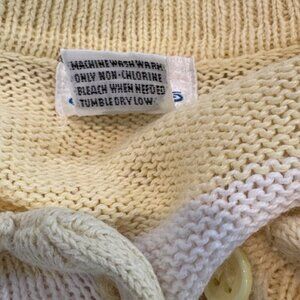 MACHINE WASH WARM
ONLY NON-CHLORINE
BLEACH WHEN NEEDED
TUMBLE DRY LOW